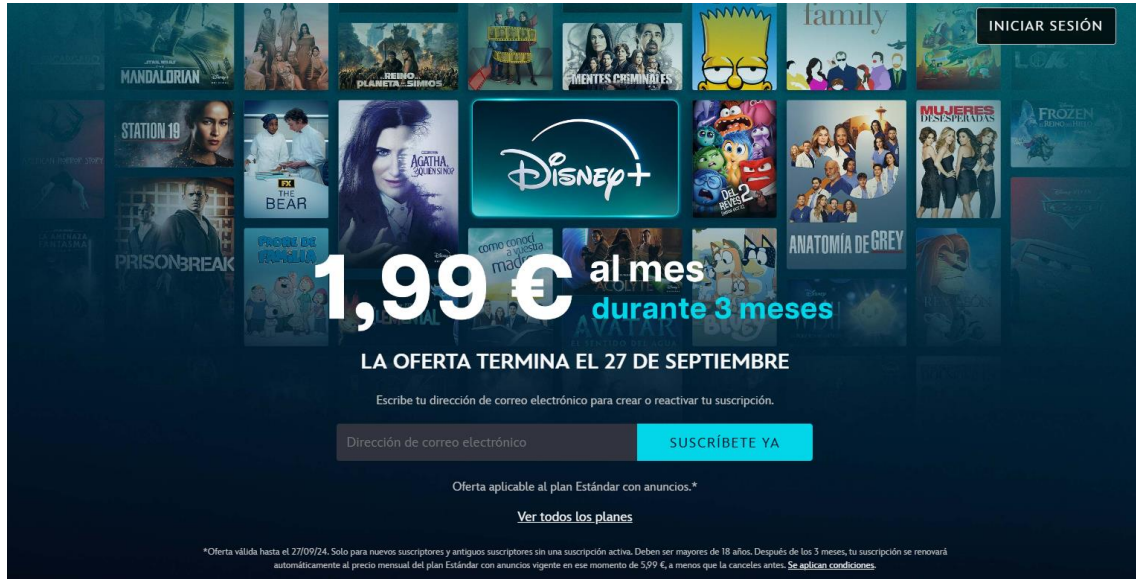 family
INICIAR SESIÓN
MANDALORIAN
REINO
PLANETA DE LOS SIMIOS
MENTES CRIMINALES
LOKI
STATION 19
FX
THE
BEAR
AGATHA,
¿QUIÉN SI NO?
Disney+
DEL
REVÉS 2
ANATOMÍA DE GREY
MUJERES
DESESPERADAS
FROZEN
LA AMENAZA
FANTASMA
PRISON BREAK
PADRE DE
FAMILIA
como conocí
a vuestra
madre
ACOLYTE
AVATAR
EL SENTIDO DEL AGUA
1,99 € al mes
durante 3 meses
LA OFERTA TERMINA EL 27 DE SEPTIEMBRE
Escribe tu dirección de correo electrónico para crear o reactivar tu suscripción.
Dirección de correo electrónico
SUSCRÍBETE YA
Oferta aplicable al plan Estándar con anuncios.*
Ver todos los planes
*Oferta válida hasta el 27/09/24. Solo para nuevos suscriptores y antiguos suscriptores sin una suscripción activa. Deben ser mayores de 18 años. Después de los 3 meses, tu suscripción se renovará
automáticamente al precio mensual del plan Estándar con anuncios vigente en ese momento de 5,99 €, a menos que la canceles antes. Se aplican condiciones.